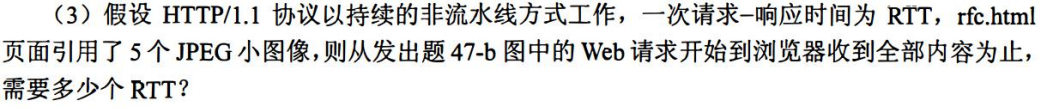 （3）假设 HTTP/1.1 协议以持续的非流水线方式工作，一次请求–响应时间为 RTT，rfc.html
页面引用了 5 个 JPEG 小图像,则从发出题 47-b 图中的 Web 请求开始到浏览器收到全部内容为止，
需要多少个 RTT？